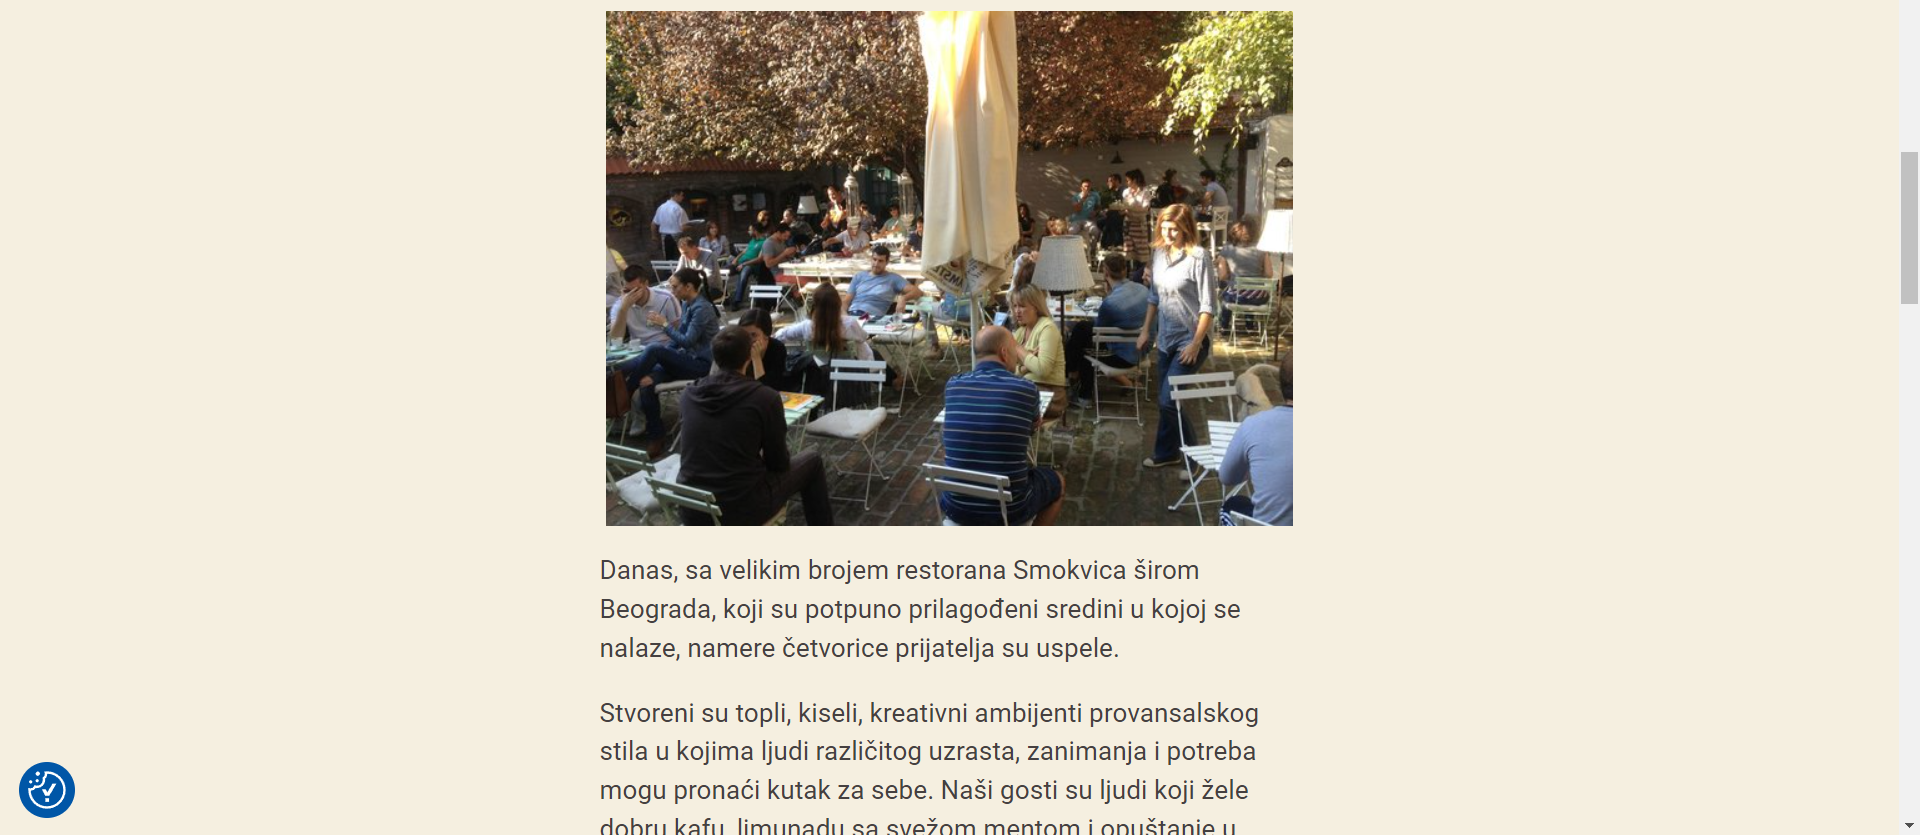 Danas, sa velikim brojem restorana Smokvica širom
Beograda, koji su potpuno prilagođeni sredini u kojoj se
nalaze, namere četvorice prijatelja su uspele.
Stvoreni su topli, kiseli, kreativni ambijenti provansalskog
stila u kojima ljudi različitog uzrasta, zanimanja i potreba
mogu pronaći kutak za sebe. Naši gosti su ljudi koji žele
dobru kafu, limunadu sa svežom mentom i opuštanje u